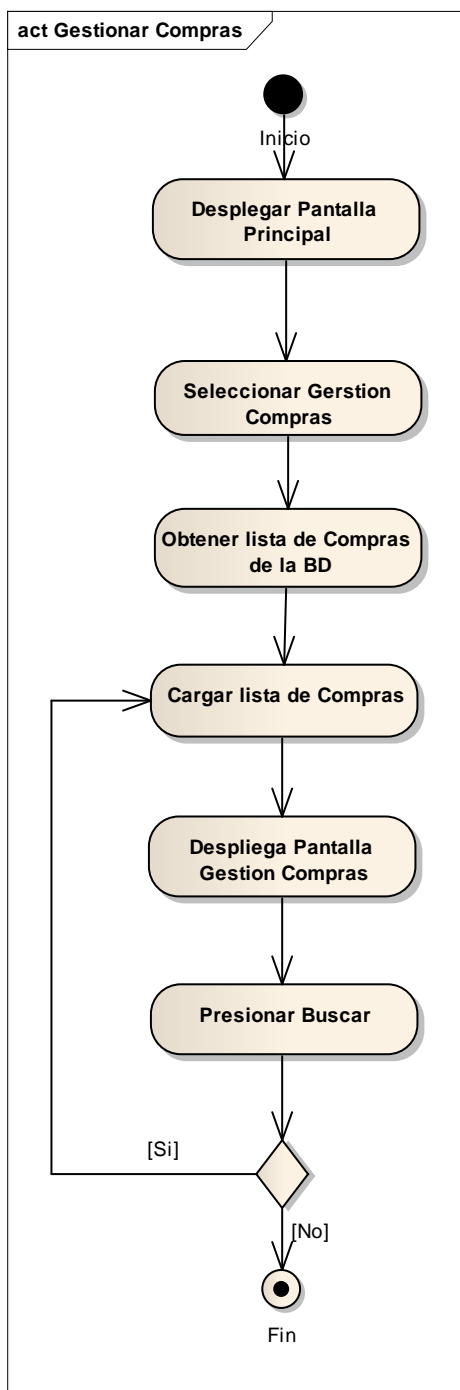 act Gestionar Compras
Inicio
Desplegar Pantalla
Principal
Seleccionar Gerstion
Compras
Obtener lista de Compras
de la BD
Cargar lista de Compras
Despliega Pantalla
Gestion Compras
Presionar Buscar
[Si]
[No]
Fin